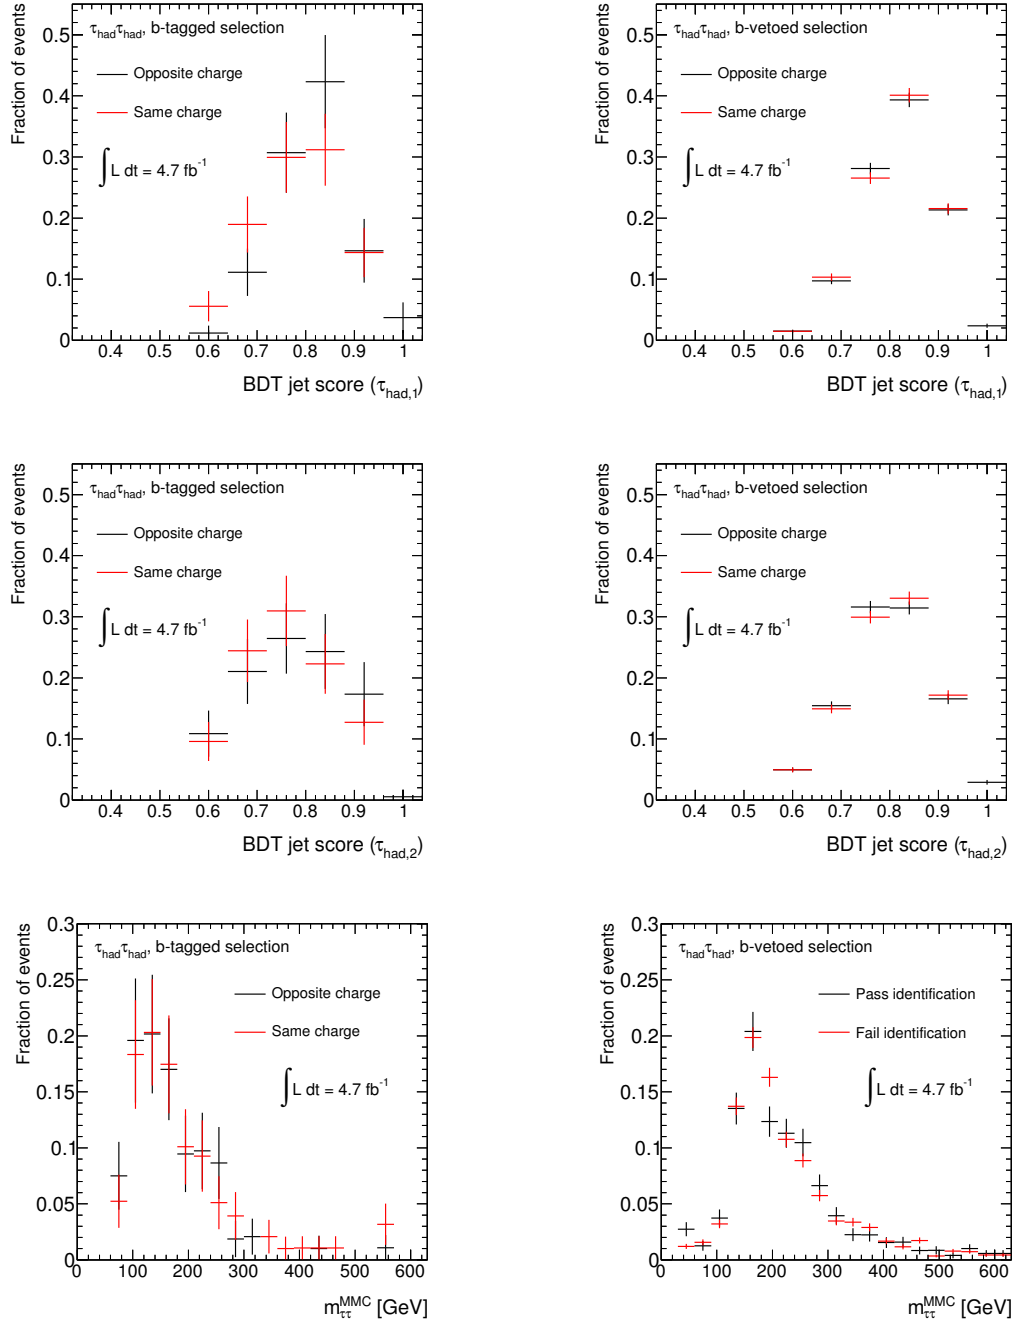 Fraction of events
τhadτhad, b-tagged selection
Opposite charge
Same charge
∫ L dt = 4.7 fb⁻¹
0.5
0.4
0.3
0.2
0.1
0
0.4 0.5 0.6 0.7 0.8 0.9 1
BDT jet score (τhad,1)
Fraction of events
τhadτhad, b-vetoed selection
Opposite charge
Same charge
∫ L dt = 4.7 fb⁻¹
0.5
0.4
0.3
0.2
0.1
0
0.4 0.5 0.6 0.7 0.8 0.9 1
BDT jet score (τhad,1)
Fraction of events
τhadτhad, b-tagged selection
Opposite charge
Same charge
∫ L dt = 4.7 fb⁻¹
0.5
0.4
0.3
0.2
0.1
0
0.4 0.5 0.6 0.7 0.8 0.9 1
BDT jet score (τhad,2)
Fraction of events
τhadτhad, b-vetoed selection
Opposite charge
Same charge
∫ L dt = 4.7 fb⁻¹
0.5
0.4
0.3
0.2
0.1
0
0.4 0.5 0.6 0.7 0.8 0.9 1
BDT jet score (τhad,2)
Fraction of events
τhadτhad, b-tagged selection
Opposite charge
Same charge
∫ L dt = 4.7 fb⁻¹
0.3
0.25
0.2
0.15
0.1
0.05
0
0 100 200 300 400 500 600
mττMMC [GeV]
Fraction of events
τhadτhad, b-vetoed selection
Pass identification
Fail identification
∫ L dt = 4.7 fb⁻¹
0.3
0.25
0.2
0.15
0.1
0.05
0
0 100 200 300 400 500 600
mττMMC [GeV]